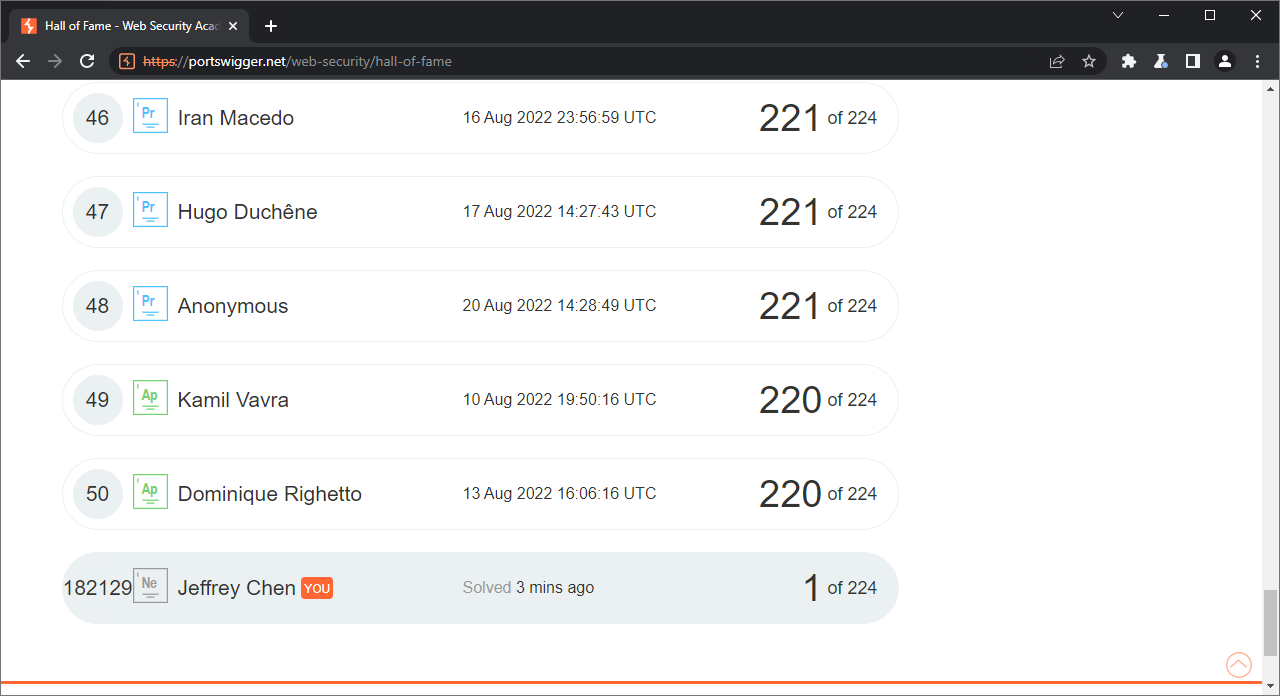 Hall of Fame - Web Security Acad
https://portswigger.net/web-security/hall-of-fame
46 Pr Iran Macedo 16 Aug 2022 23:56:59 UTC 221 of 224
47 Pr Hugo Duchêne 17 Aug 2022 14:27:43 UTC 221 of 224
48 Pr Anonymous 20 Aug 2022 14:28:49 UTC 221 of 224
49 Ap Kamil Vavra 10 Aug 2022 19:50:16 UTC 220 of 224
50 Ap Dominique Righetto 13 Aug 2022 16:06:16 UTC 220 of 224
182129 Ne Jeffrey Chen YOU Solved 3 mins ago 1 of 224